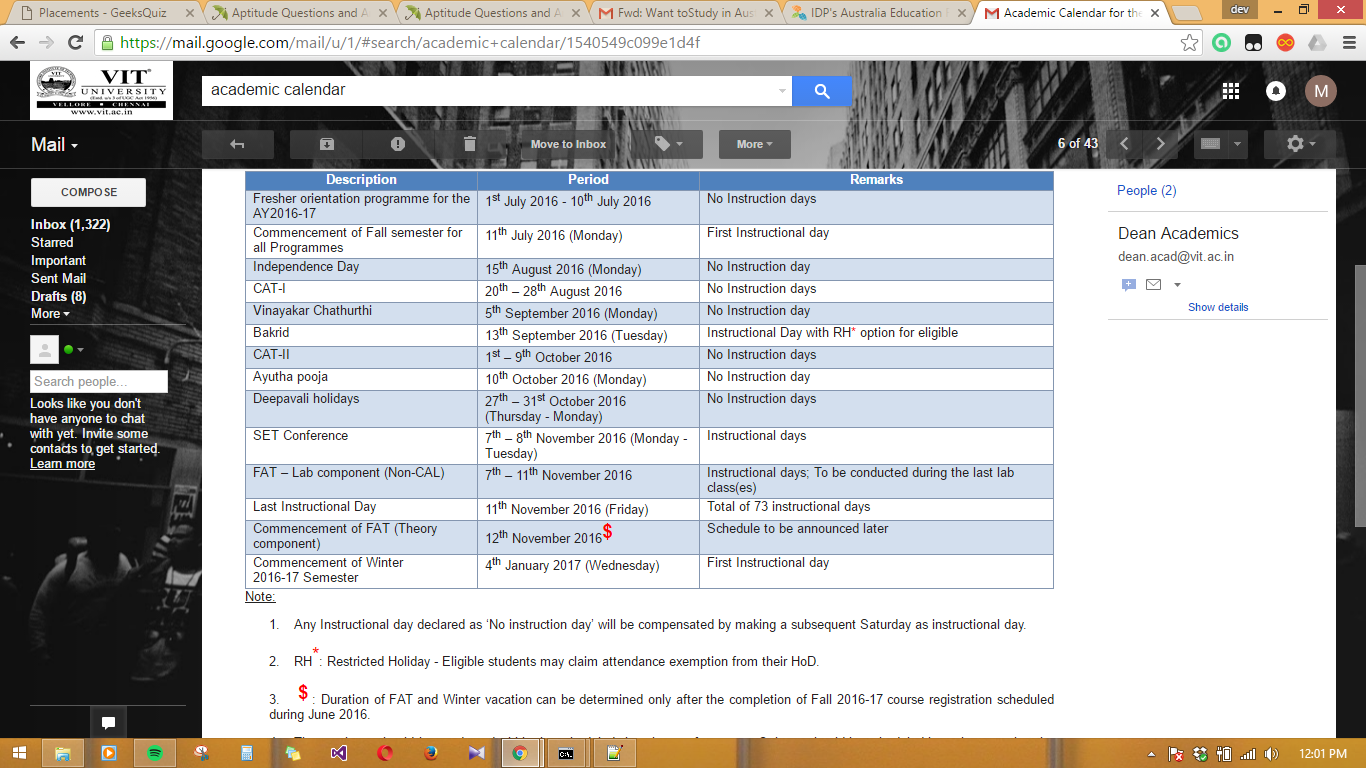 Placements - GeeksQuiz
Aptitude Questions and A
Aptitude Questions and A
Fwd: Want toStudy in Aus
IDP's Australia Education
Academic Calendar for the
dev
https://mail.google.com/mail/u/1/#search/academic+calendar/1540549c099e1d4f
VIT
UNIVERSITY
VELLORE • CHENNAI
www.vit.ac.in
academic calendar
M
Mail
Move to Inbox
More
6 of 43
COMPOSE
Inbox (1,322)
Starred
Important
Sent Mail
Drafts (8)
More
Search people...
Looks like you don't
have anyone to chat
with yet. Invite some
contacts to get started.
Learn more
Description Period Remarks
Fresher orientation programme for the
AY2016-17
1st July 2016 - 10th July 2016
No Instruction days
Commencement of Fall semester for
all Programmes
11th July 2016 (Monday)
First Instructional day
Independence Day
15th August 2016 (Monday)
No Instruction day
CAT-I
20th – 28th August 2016
No Instruction days
Vinayakar Chathurthi
5th September 2016 (Monday)
No Instruction day
Bakrid
13th September 2016 (Tuesday)
Instructional Day with RH* option for eligible
CAT-II
1st – 9th October 2016
No Instruction days
Ayutha pooja
10th October 2016 (Monday)
No Instruction day
Deepavali holidays
27th – 31st October 2016
(Thursday - Monday)
No Instruction days
SET Conference
7th – 8th November 2016 (Monday -
Tuesday)
Instructional days
FAT – Lab component (Non-CAL)
7th – 11th November 2016
Instructional days; To be conducted during the last lab
class(es)
Last Instructional Day
11th November 2016 (Friday)
Total of 73 instructional days
Commencement of FAT (Theory
component)
12th November 2016$
Schedule to be announced later
Commencement of Winter
2016-17 Semester
4th January 2017 (Wednesday)
First Instructional day
Note:
1. Any Instructional day declared as ‘No instruction day’ will be compensated by making a subsequent Saturday as instructional day.
2. RH*: Restricted Holiday - Eligible students may claim attendance exemption from their HoD.
3. $ : Duration of FAT and Winter vacation can be determined only after the completion of Fall 2016-17 course registration scheduled
during June 2016.
People (2)
Dean Academics
dean.acad@vit.ac.in
Show details
12:01 PM